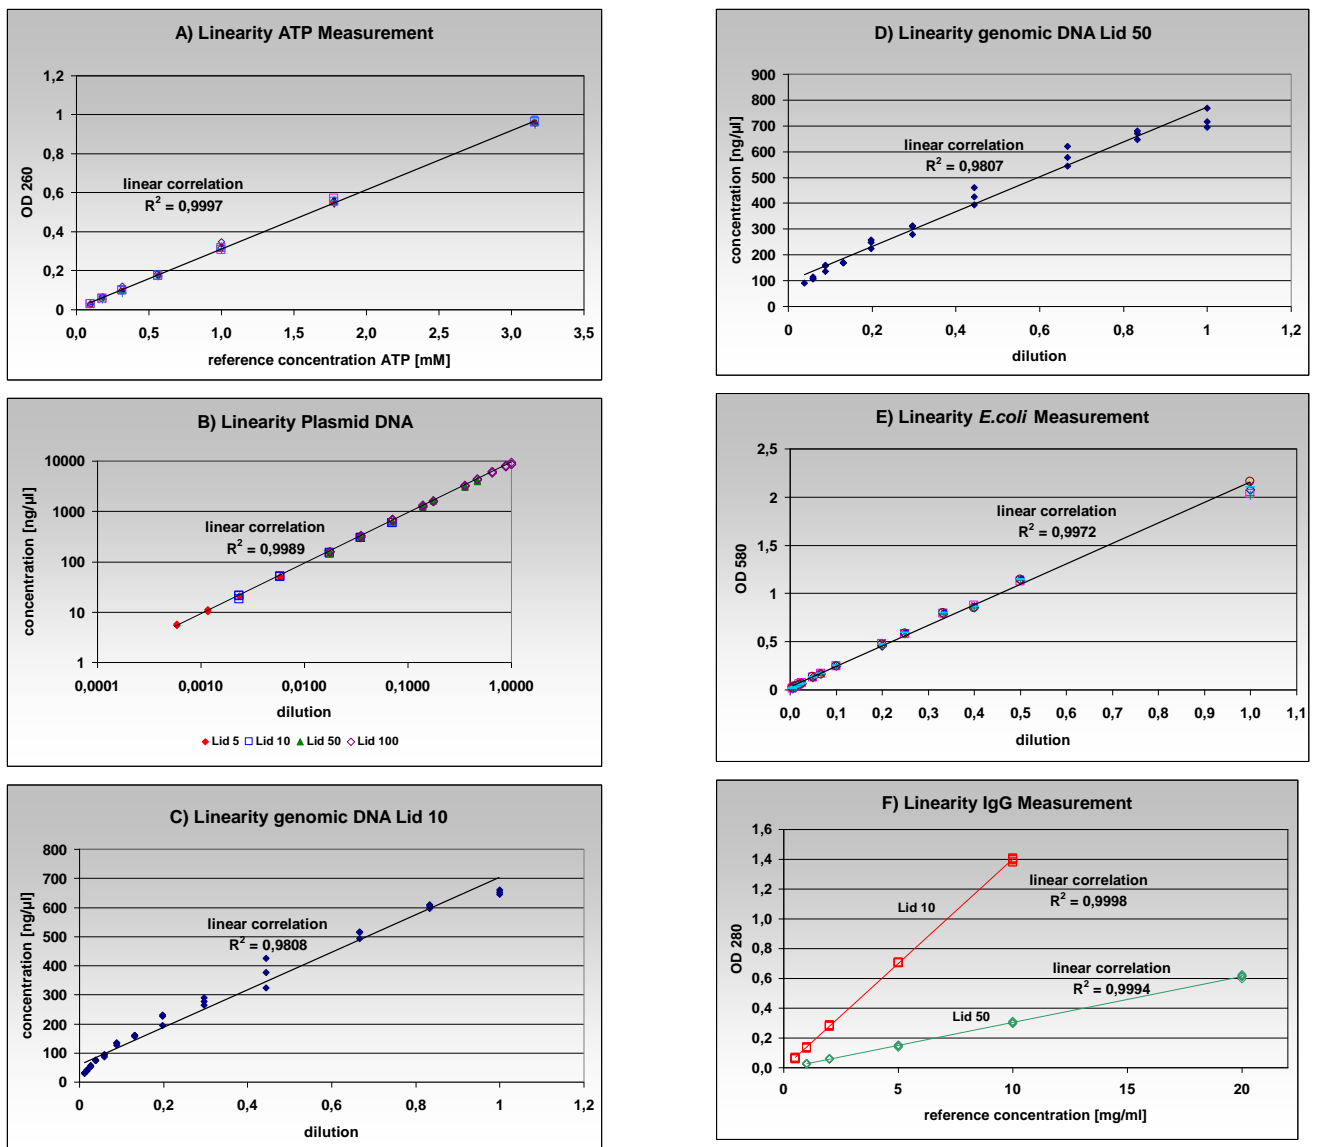 A) Linearity ATP Measurement
OD 260
1,2
1
0,8
0,6
0,4
0,2
0
linear correlation
R² = 0,9997
0,0 0,5 1,0 1,5 2,0 2,5 3,0 3,5
reference concentration ATP [mM]
B) Linearity Plasmid DNA
concentration [ng/µl]
10000
1000
100
10
1
linear correlation
R² = 0,9989
0,0001 0,0010 0,0100 0,1000 1,0000
dilution
Lid 5 Lid 10 Lid 50 Lid 100
C) Linearity genomic DNA Lid 10
concentration [ng/µl]
800
700
600
500
400
300
200
100
0
linear correlation
R² = 0,9808
0 0,2 0,4 0,6 0,8 1 1,2
dilution
D) Linearity genomic DNA Lid 50
concentration [ng/µl]
900
800
700
600
500
400
300
200
100
0
linear correlation
R² = 0,9807
0 0,2 0,4 0,6 0,8 1 1,2
dilution
E) Linearity E.coli Measurement
OD 580
2,5
2
1,5
1
0,5
0
linear correlation
R² = 0,9972
0,0 0,1 0,2 0,3 0,4 0,5 0,6 0,7 0,8 0,9 1,0 1,1
dilution
F) Linearity IgG Measurement
OD 280
1,6
1,4
1,2
1,0
0,8
0,6
0,4
0,2
0,0
linear correlation
R² = 0,9998
Lid 10
linear correlation
R² = 0,9994
Lid 50
0 5 10 15 20
reference concentration [mg/ml]